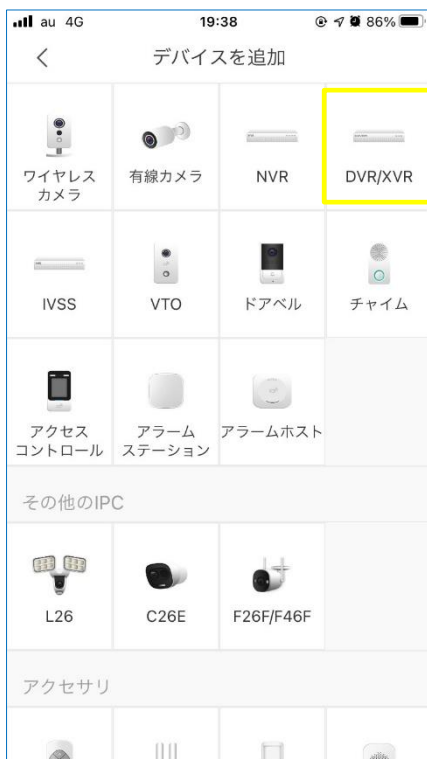 au 4G 19:38 86%
デバイスを追加
ワイヤレス
カメラ
有線カメラ
NVR
DVR/XVR
IVSS
VTO
ドアベル
チャイム
アクセス
コントロール
アラーム
ステーション
アラームホスト
その他のIPC
L26
C26E
F26F/F46F
アクセサリ